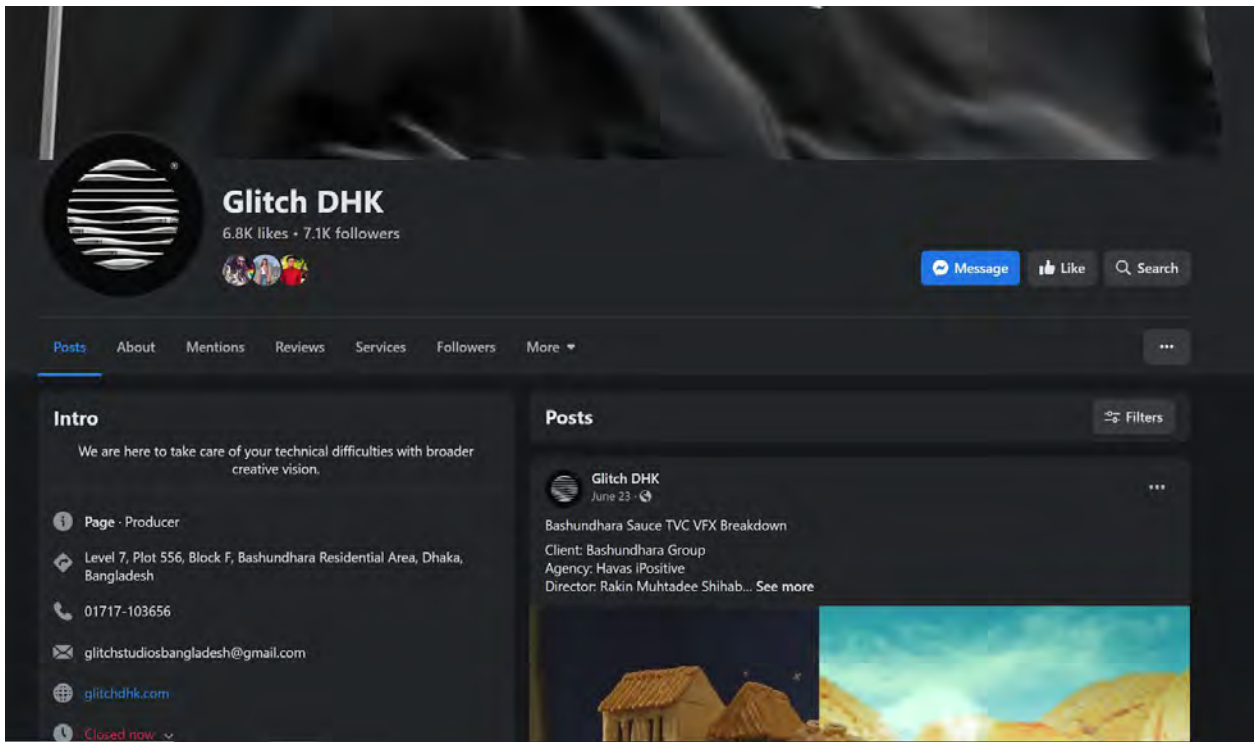 Glitch DHK
6.8K likes • 7.1K followers
Message
Like
Search
Posts
About
Mentions
Reviews
Services
Followers
More
Intro
We are here to take care of your technical difficulties with broader
creative vision.
Page · Producer
Level 7, Plot 556, Block F, Bashundhara Residential Area, Dhaka,
Bangladesh
01717-103656
glitchstudiosbangladesh@gmail.com
glitchdhk.com
Closed now
Posts
Filters
Glitch DHK
June 23 ·
Bashundhara Sauce TVC VFX Breakdown
Client: Bashundhara Group
Agency: Havas iPositive
Director: Rakin Muhtadee Shihab... See more